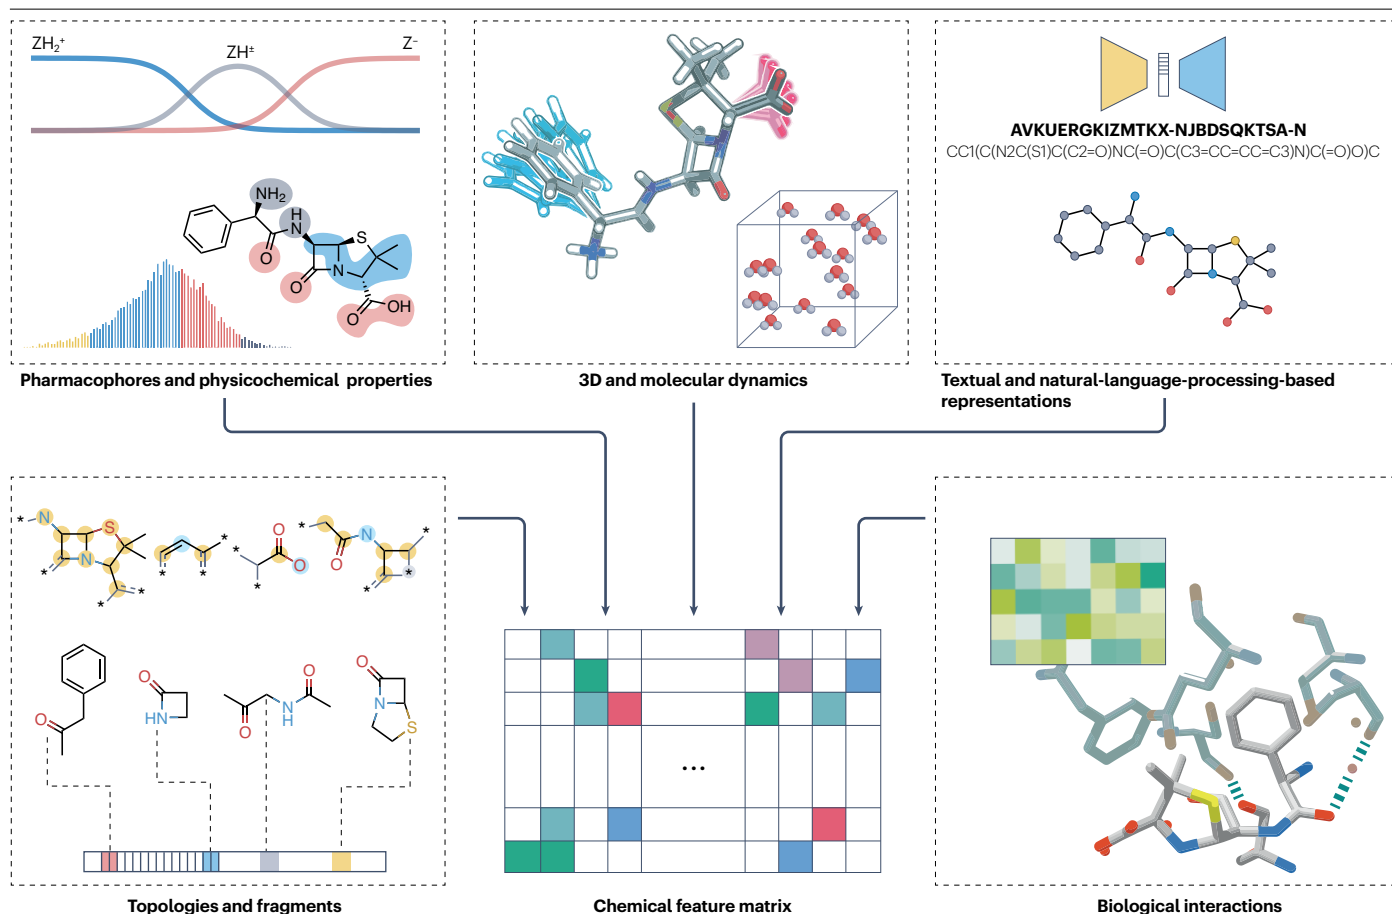 ZH₂⁺
ZH±
Z⁻
NH₂
H
N
O
S
O
N
O
OH
Pharmacophores and physicochemical properties
3D and molecular dynamics
AVKUERGKIZMTKX-NJBDSQKTSA-N
CC1(C(N2C(S1)C(C2=O)NC(=O)C(C3=CC=CC=C3)N)C(=O)O)C
Textual and natural-language-processing-based
representations
* N
S
N
*
* *
*
* *
*
O
O
*
*
*
N
O
*
*
*
O
O
HN
O
N
H
O
O
N
S
Topologies and fragments
...
Chemical feature matrix
Biological interactions